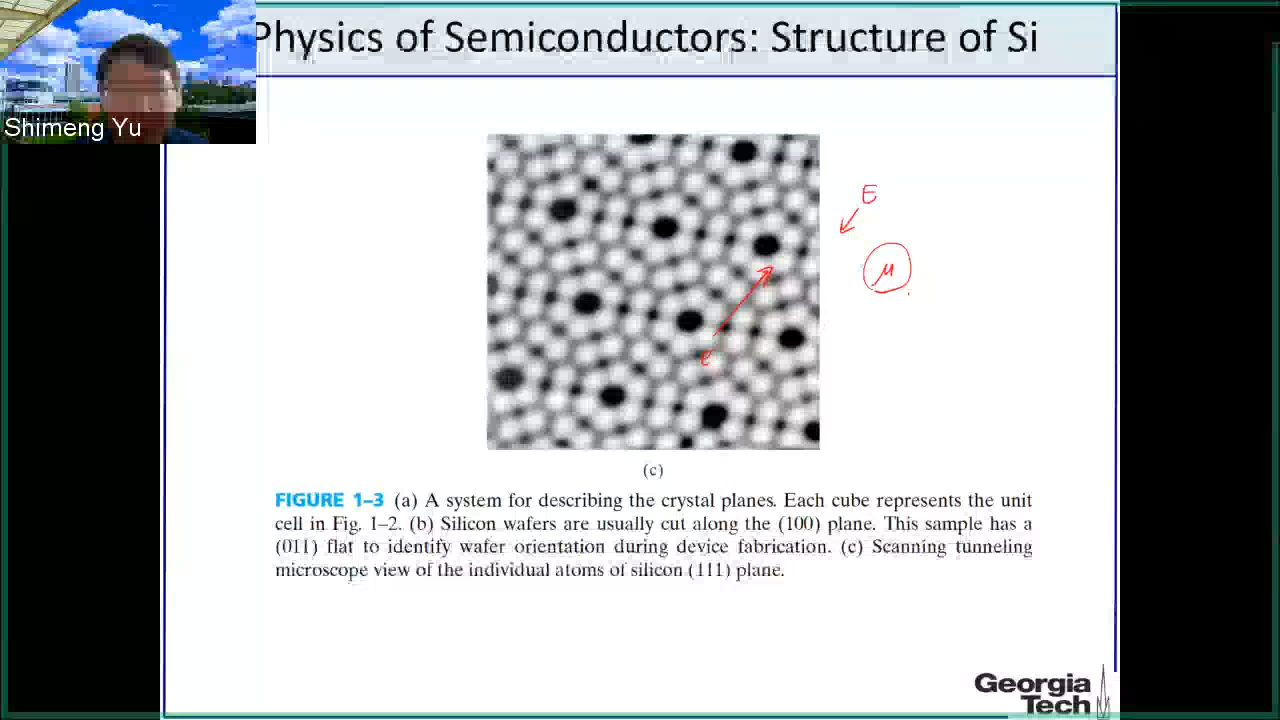 Physics of Semiconductors: Structure of Si
Shimeng Yu
E
μ
e
(c)
FIGURE 1–3 (a) A system for describing the crystal planes. Each cube represents the unit
cell in Fig. 1–2. (b) Silicon wafers are usually cut along the (100) plane. This sample has a
(011) flat to identify wafer orientation during device fabrication. (c) Scanning tunneling
microscope view of the individual atoms of silicon (111) plane.
Georgia
Tech